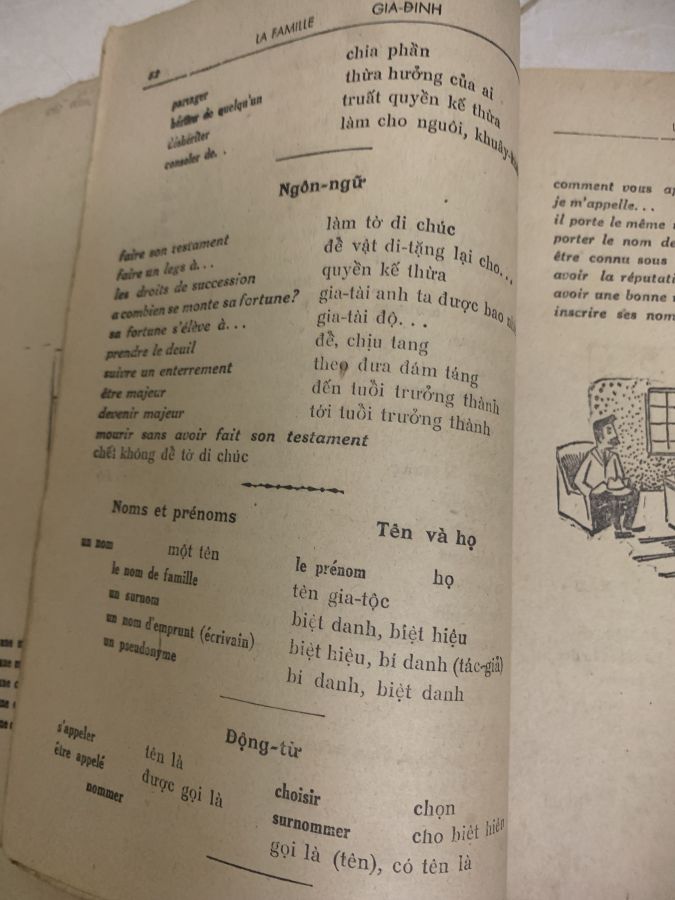 52 LA FAMILLE GIA-ĐÌNH
partager chia phần
hériter de quelqu'un thừa hưởng của ai
déshériter truất quyền kế thừa
consoler de. . làm cho nguôi, khuây-
Ngôn-ngữ
faire son testament làm tờ di chúc
faire un legs à... để vật di-tặng lại cho...
les droits de succession quyền kế thừa
a combien se monte sa fortune? gia-tài anh ta được bao
sa fortune s'élève à... gia-tài độ...
prendre le deuil để, chịu tang
suivre un enterrement theo đưa đám táng
être majeur đến tuổi trưởng thành
devenir majeur tới tuổi trưởng thành
mourir sans avoir fait son testament
chết không để tờ di chúc
Noms et prénoms Tên và họ
un nom một tên le prénom họ
le nom de famille tên gia-tộc
un surnom biệt danh, biệt hiệu
un nom d'emprunt (écrivain) biệt hiệu, bí danh (tác-giả)
un pseudonyme bí danh, biệt danh
Động-từ
s'appeler tên là choisir chọn
être appelé được gọi là surnommer cho biệt hiệu
nommer gọi là (tên), có tên là
comment vous
je m'appelle...
il porte le même
porter le nom de
être connu sous
avoir la
avoir une bonne
inscrire ses